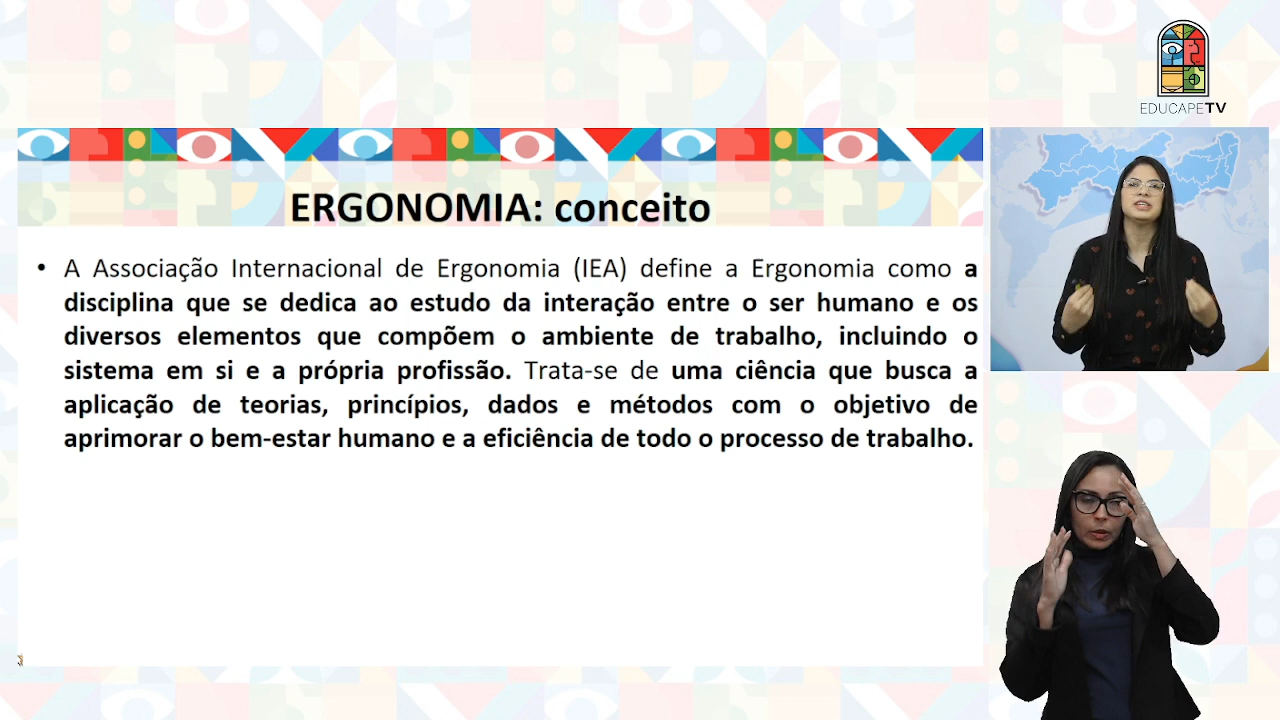 EDUCAPETV
ERGONOMIA: conceito
• A Associação Internacional de Ergonomia (IEA) define a Ergonomia como a
disciplina que se dedica ao estudo da interação entre o ser humano e os
diversos elementos que compõem o ambiente de trabalho, incluindo o
sistema em si e a própria profissão. Trata-se de uma ciência que busca a
aplicação de teorias, princípios, dados e métodos com o objetivo de
aprimorar o bem-estar humano e a eficiência de todo o processo de trabalho.